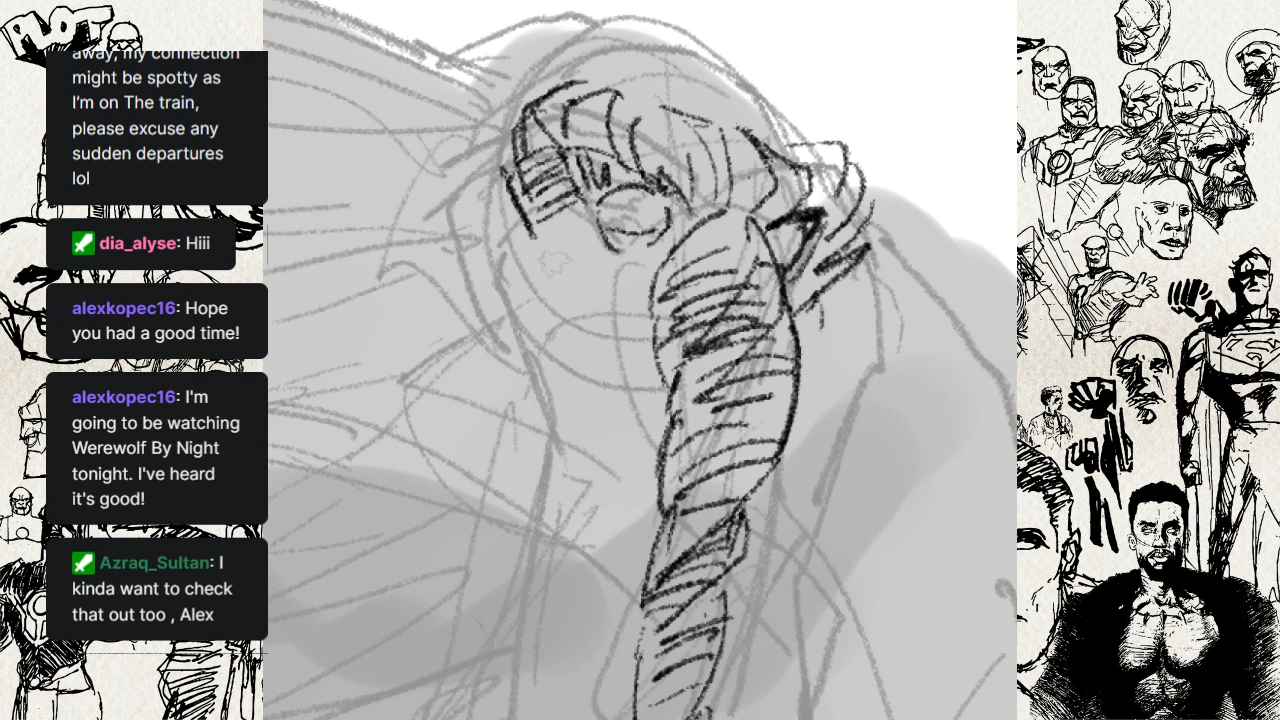 PLOT
away, my connection
might be spotty as
I'm on The train,
please excuse any
sudden departures
lol
dia_alyse: Hiii
alexkopec16: Hope
you had a good time!
alexkopec16: I'm
going to be watching
Werewolf By Night
tonight. I've heard
it's good!
Azraq_Sultan: I
kinda want to check
that out too , Alex